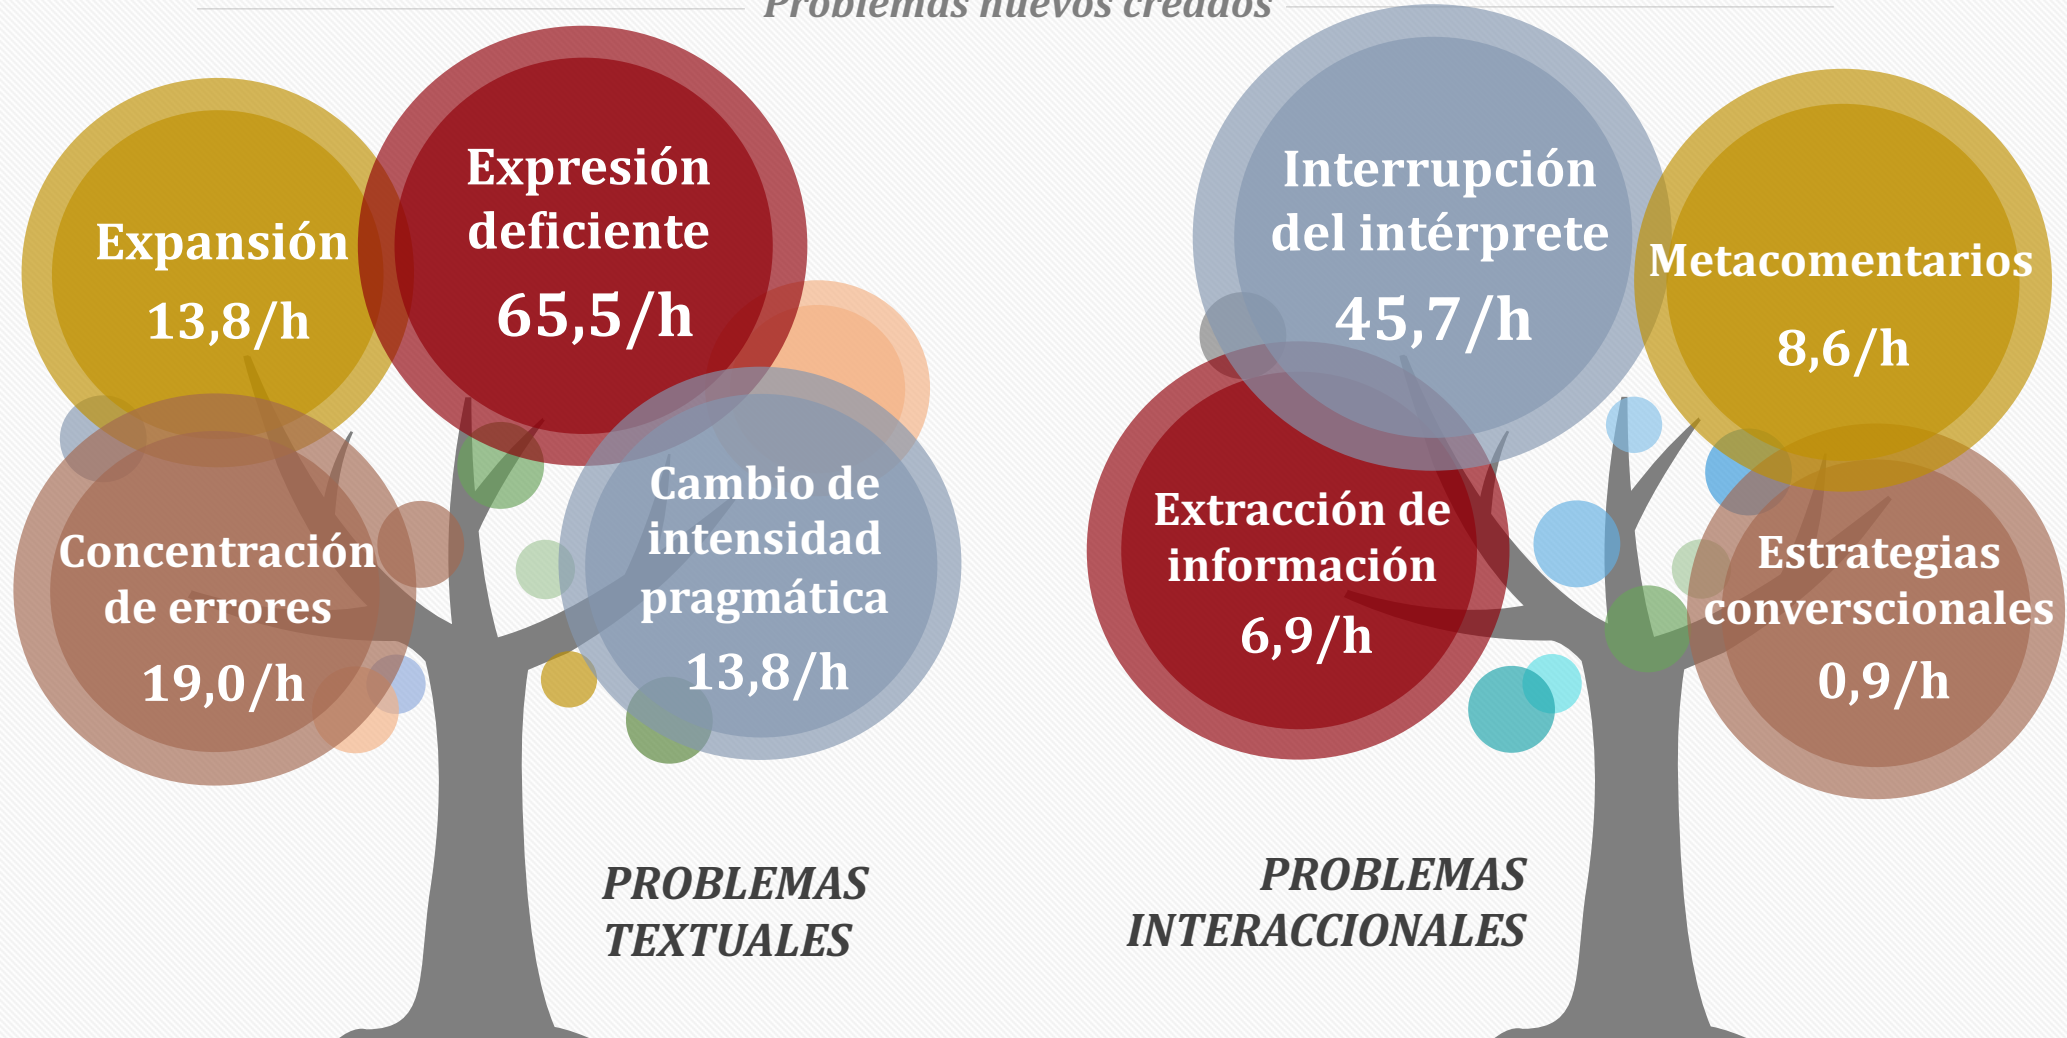 Problemas nuevos creados
Expansión
13,8/h
Expresión
deficiente
65,5/h
Concentración
de errores
19,0/h
Cambio de
intensidad
pragmática
13,8/h
PROBLEMAS
TEXTUALES
Interrupción
del intérprete
45,7/h
Metacomentarios
8,6/h
Extracción de
información
6,9/h
Estrategias
converscionales
0,9/h
PROBLEMAS
INTERACCIONALES